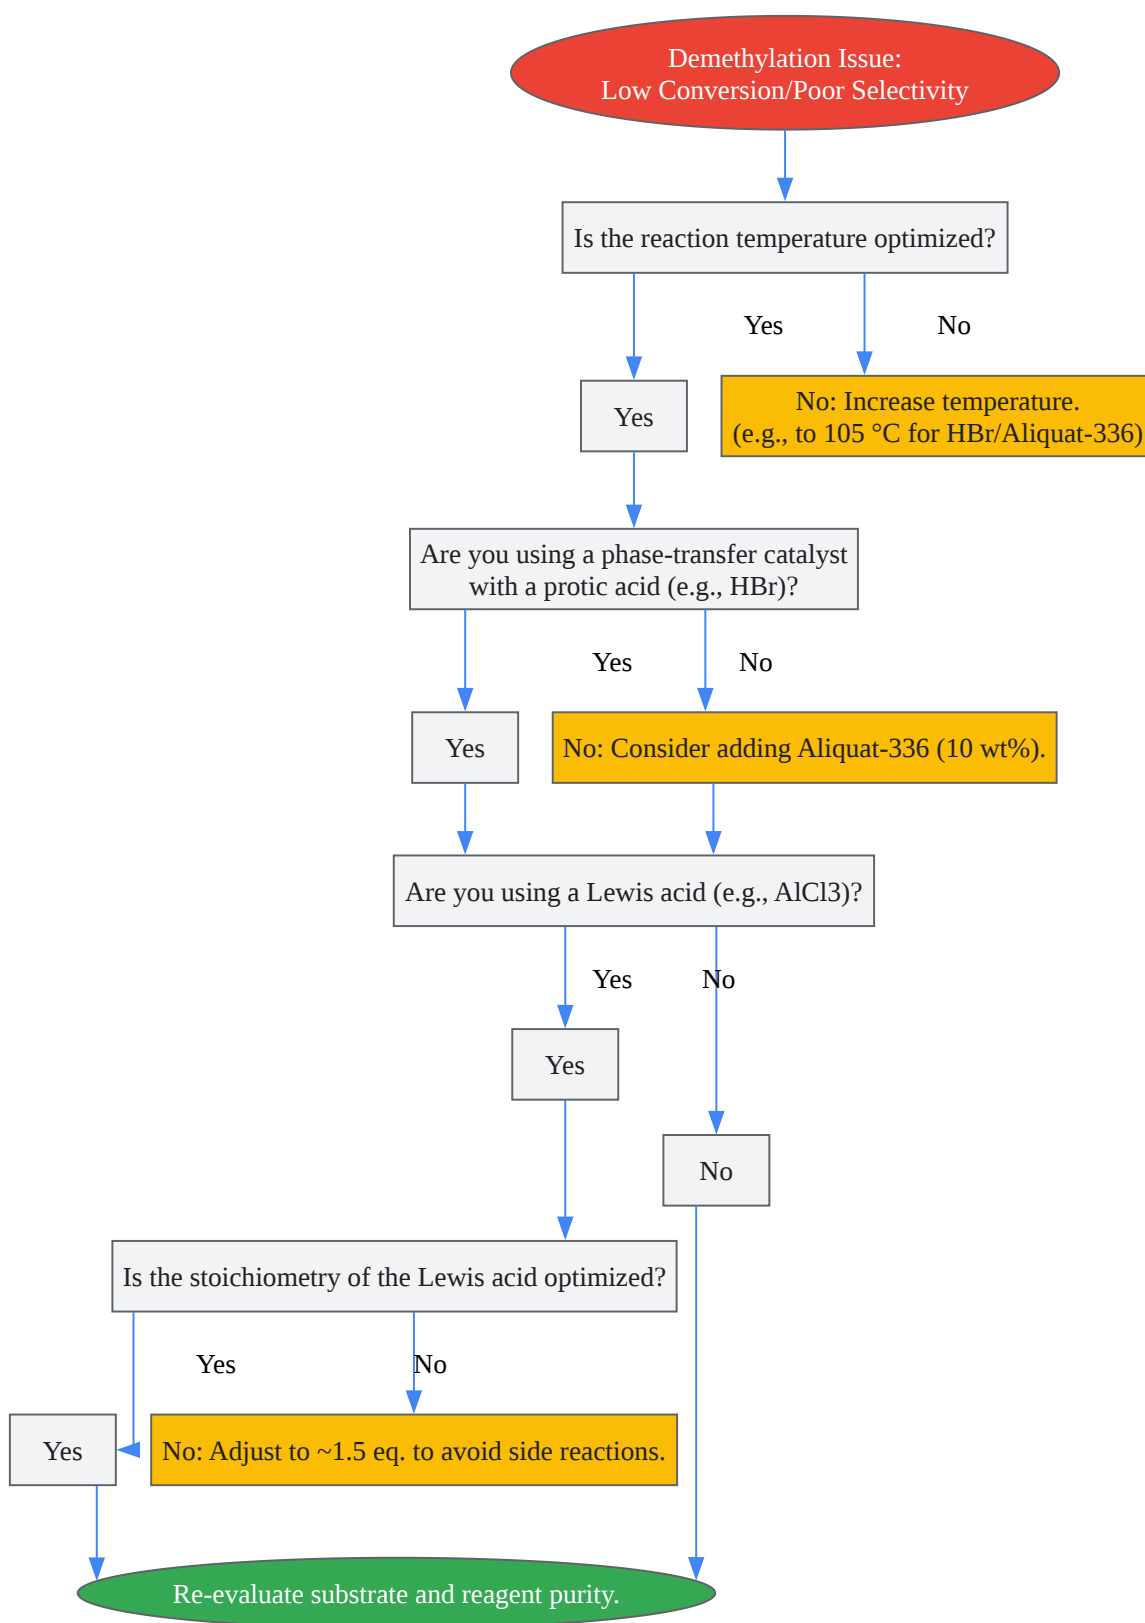 Demethylation Issue:
Low Conversion/Poor Selectivity
Is the reaction temperature optimized?
Yes
No
Yes
No: Increase temperature.
(e.g., to 105 °C for HBr/Aliquat-336)
Are you using a phase-transfer catalyst
with a protic acid (e.g., HBr)?
Yes
No
Yes
No: Consider adding Aliquat-336 (10 wt%).
Are you using a Lewis acid (e.g., AlCl3)?
Yes
No
Yes
No
Is the stoichiometry of the Lewis acid optimized?
Yes
No
Yes
No: Adjust to ~1.5 eq. to avoid side reactions.
Re-evaluate substrate and reagent purity.